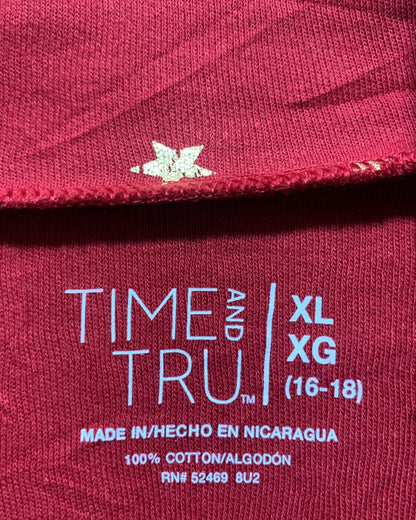 TIME AND
TRU™
XL
XG
(16-18)
MADE IN/HECHO EN NICARAGUA
100% COTTON/ALGODÓN
RN# 52469 8U2